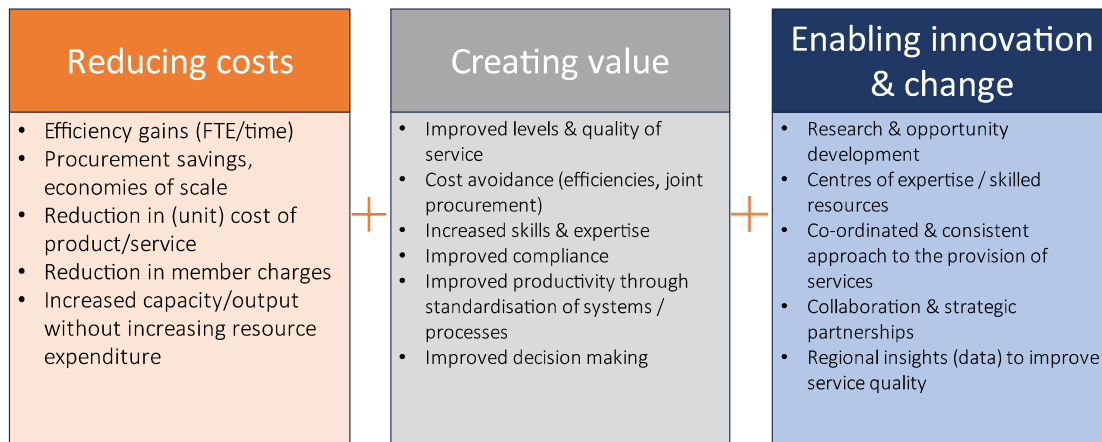 Reducing costs
• Efficiency gains (FTE/time)
• Procurement savings,
economies of scale
• Reduction in (unit) cost of
product/service
• Reduction in member charges
• Increased capacity/output
without increasing resource
expenditure
+
Creating value
• Improved levels & quality of
service
• Cost avoidance (efficiencies, joint
procurement)
• Increased skills & expertise
• Improved compliance
• Improved productivity through
standardisation of systems /
processes
• Improved decision making
+
Enabling innovation
& change
• Research & opportunity
development
• Centres of expertise / skilled
resources
• Co-ordinated & consistent
approach to the provision of
services
• Collaboration & strategic
partnerships
• Regional insights (data) to improve
service quality